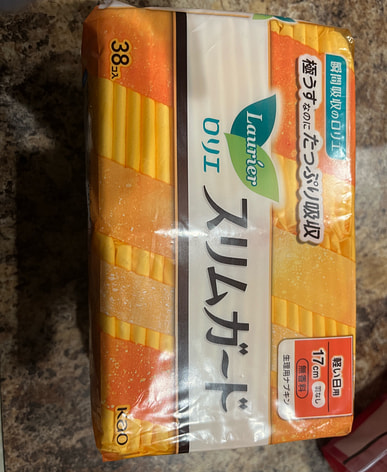 瞬間吸収のロリエ
極うすなのにたっぷり吸収
Laurier
ロリエ
スリムガード
38コ入
軽い日用
17cm 羽なし
無香料
生理用ナプキン
Kao